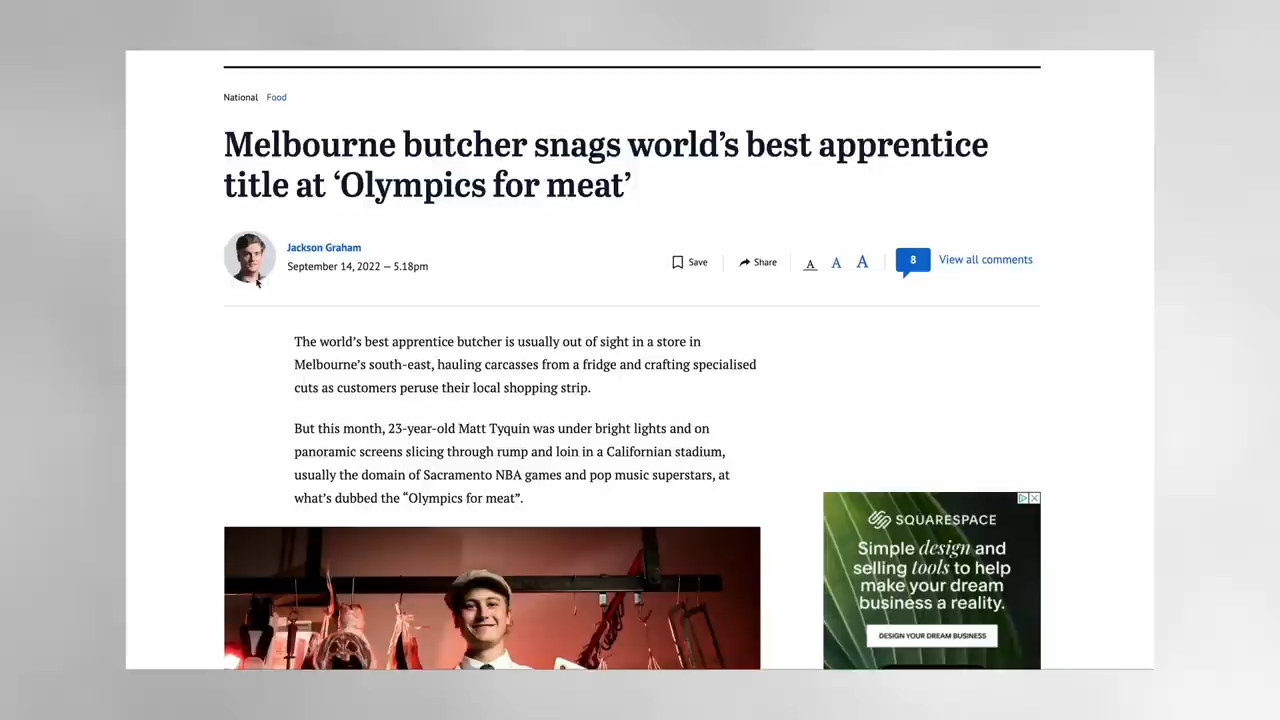 National Food
Melbourne butcher snags world’s best apprentice
title at ‘Olympics for meat’
Jackson Graham
September 14, 2022 — 5.18pm
Save
Share
A A A
8
View all comments
The world’s best apprentice butcher is usually out of sight in a store in
Melbourne’s south-east, hauling carcasses from a fridge and crafting specialised
cuts as customers peruse their local shopping strip.
But this month, 23-year-old Matt Tyquin was under bright lights and on
panoramic screens slicing through rump and loin in a Californian stadium,
usually the domain of Sacramento NBA games and pop music superstars, at
what’s dubbed the “Olympics for meat”.
SQUARESPACE
Simple design and
selling tools to help
make your dream
business a reality.
DESIGN YOUR DREAM BUSINESS